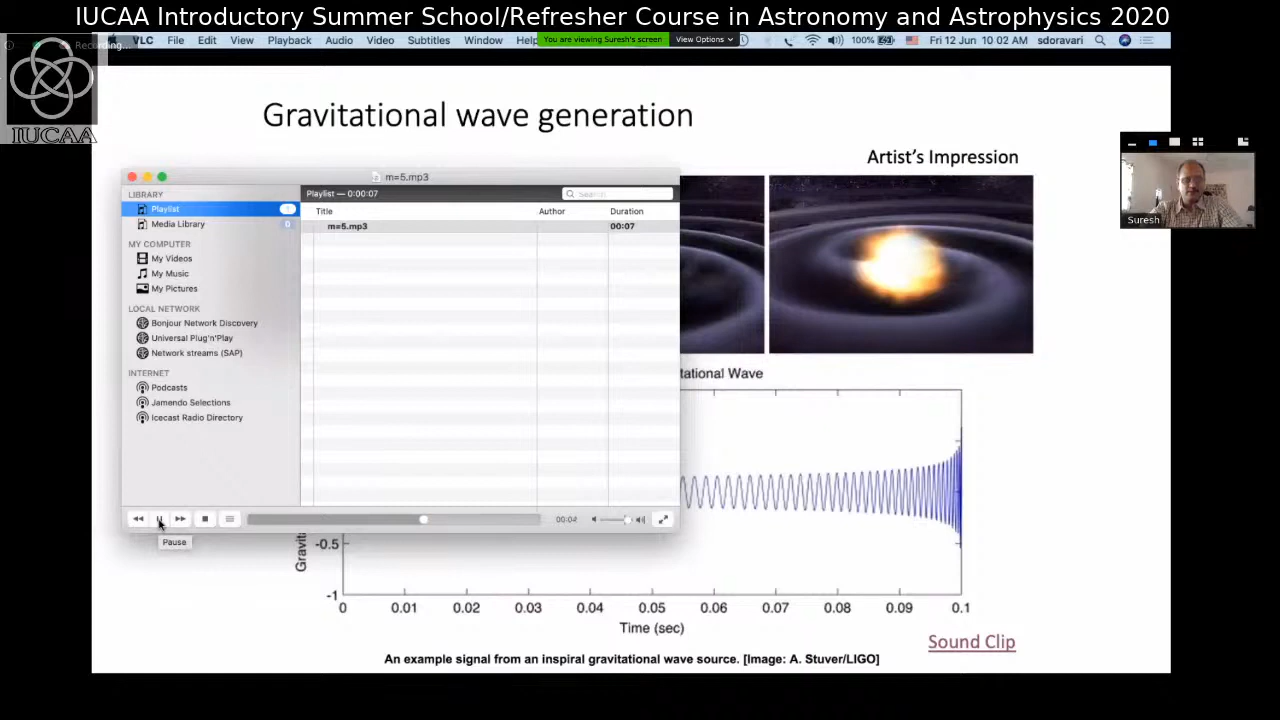 IUCAA Introductory Summer School/Refresher Course in Astronomy and Astrophysics 2020
Recording...
VLC File Edit View Playback Audio Video Subtitles Window Help
You are viewing Suresh's screen
View Options
100%
Fri 12 Jun 10:02 AM sdoravari
IUCAA
Gravitational wave generation
Artist's Impression
Suresh
m=5.mp3
LIBRARY
Playlist 1
Media Library 0
MY COMPUTER
My Videos
My Music
My Pictures
LOCAL NETWORK
Bonjour Network Discovery
Universal Plug'n'Play
Network streams (SAP)
INTERNET
Podcasts
Jamendo Selections
Icecast Radio Directory
Playlist — 0:00:07
Search
Title Author Duration
m=5.mp3 00:07
00:04
Pause
tational Wave
Gravit
-0.5
-1
0 0.01 0.02 0.03 0.04 0.05 0.06 0.07 0.08 0.09 0.1
Time (sec)
Sound Clip
An example signal from an inspiral gravitational wave source. [Image: A. Stuver/LIGO]